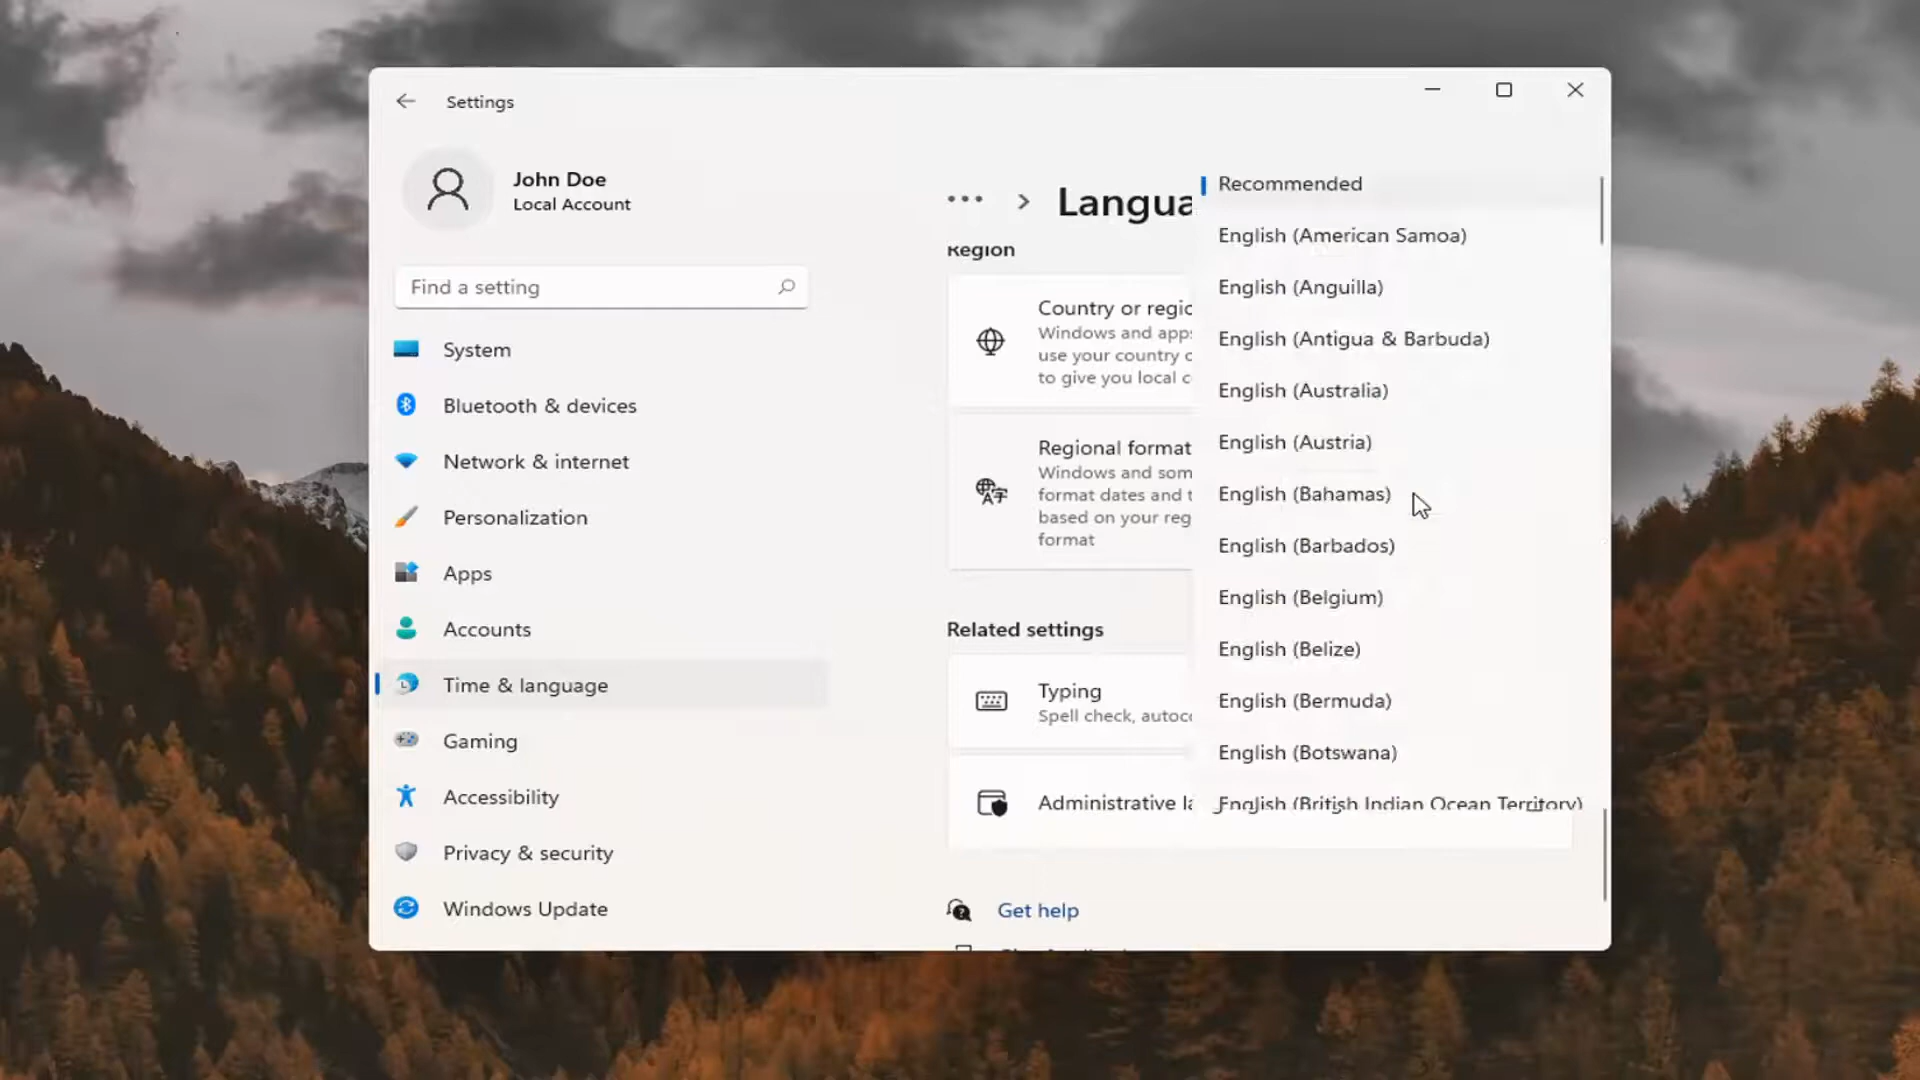 Settings
John Doe
Local Account
Find a setting
System
Bluetooth & devices
Network & internet
Personalization
Apps
Accounts
Time & language
Gaming
Accessibility
Privacy & security
Windows Update
Langua
Region
Country or regio
Windows and apps
use your country o
to give you local c
Regional format
Windows and som
format dates and t
based on your reg
format
Related settings
Typing
Spell check, autoco
Administrative la
Get help
Recommended
English (American Samoa)
English (Anguilla)
English (Antigua & Barbuda)
English (Australia)
English (Austria)
English (Bahamas)
English (Barbados)
English (Belgium)
English (Belize)
English (Bermuda)
English (Botswana)
English (British Indian Ocean Territory)